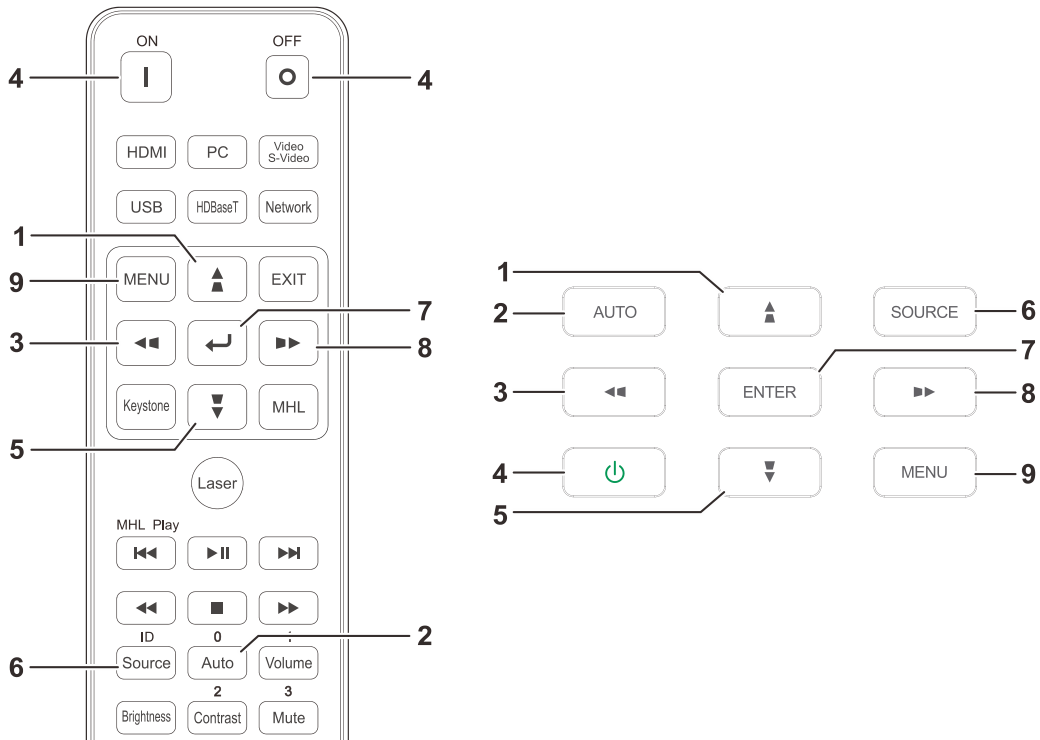 ON OFF
4 4
HDMI PC Video
S-Video
USB HDBaseT Network
1
9 MENU EXIT
7
3 8
Keystone MHL
5
Laser
MHL Play
ID 0
2
6 Source Auto Volume
2 3
Brightness Contrast Mute
1
2 AUTO SOURCE 6
7
3 ENTER 8
4 MENU 9
5